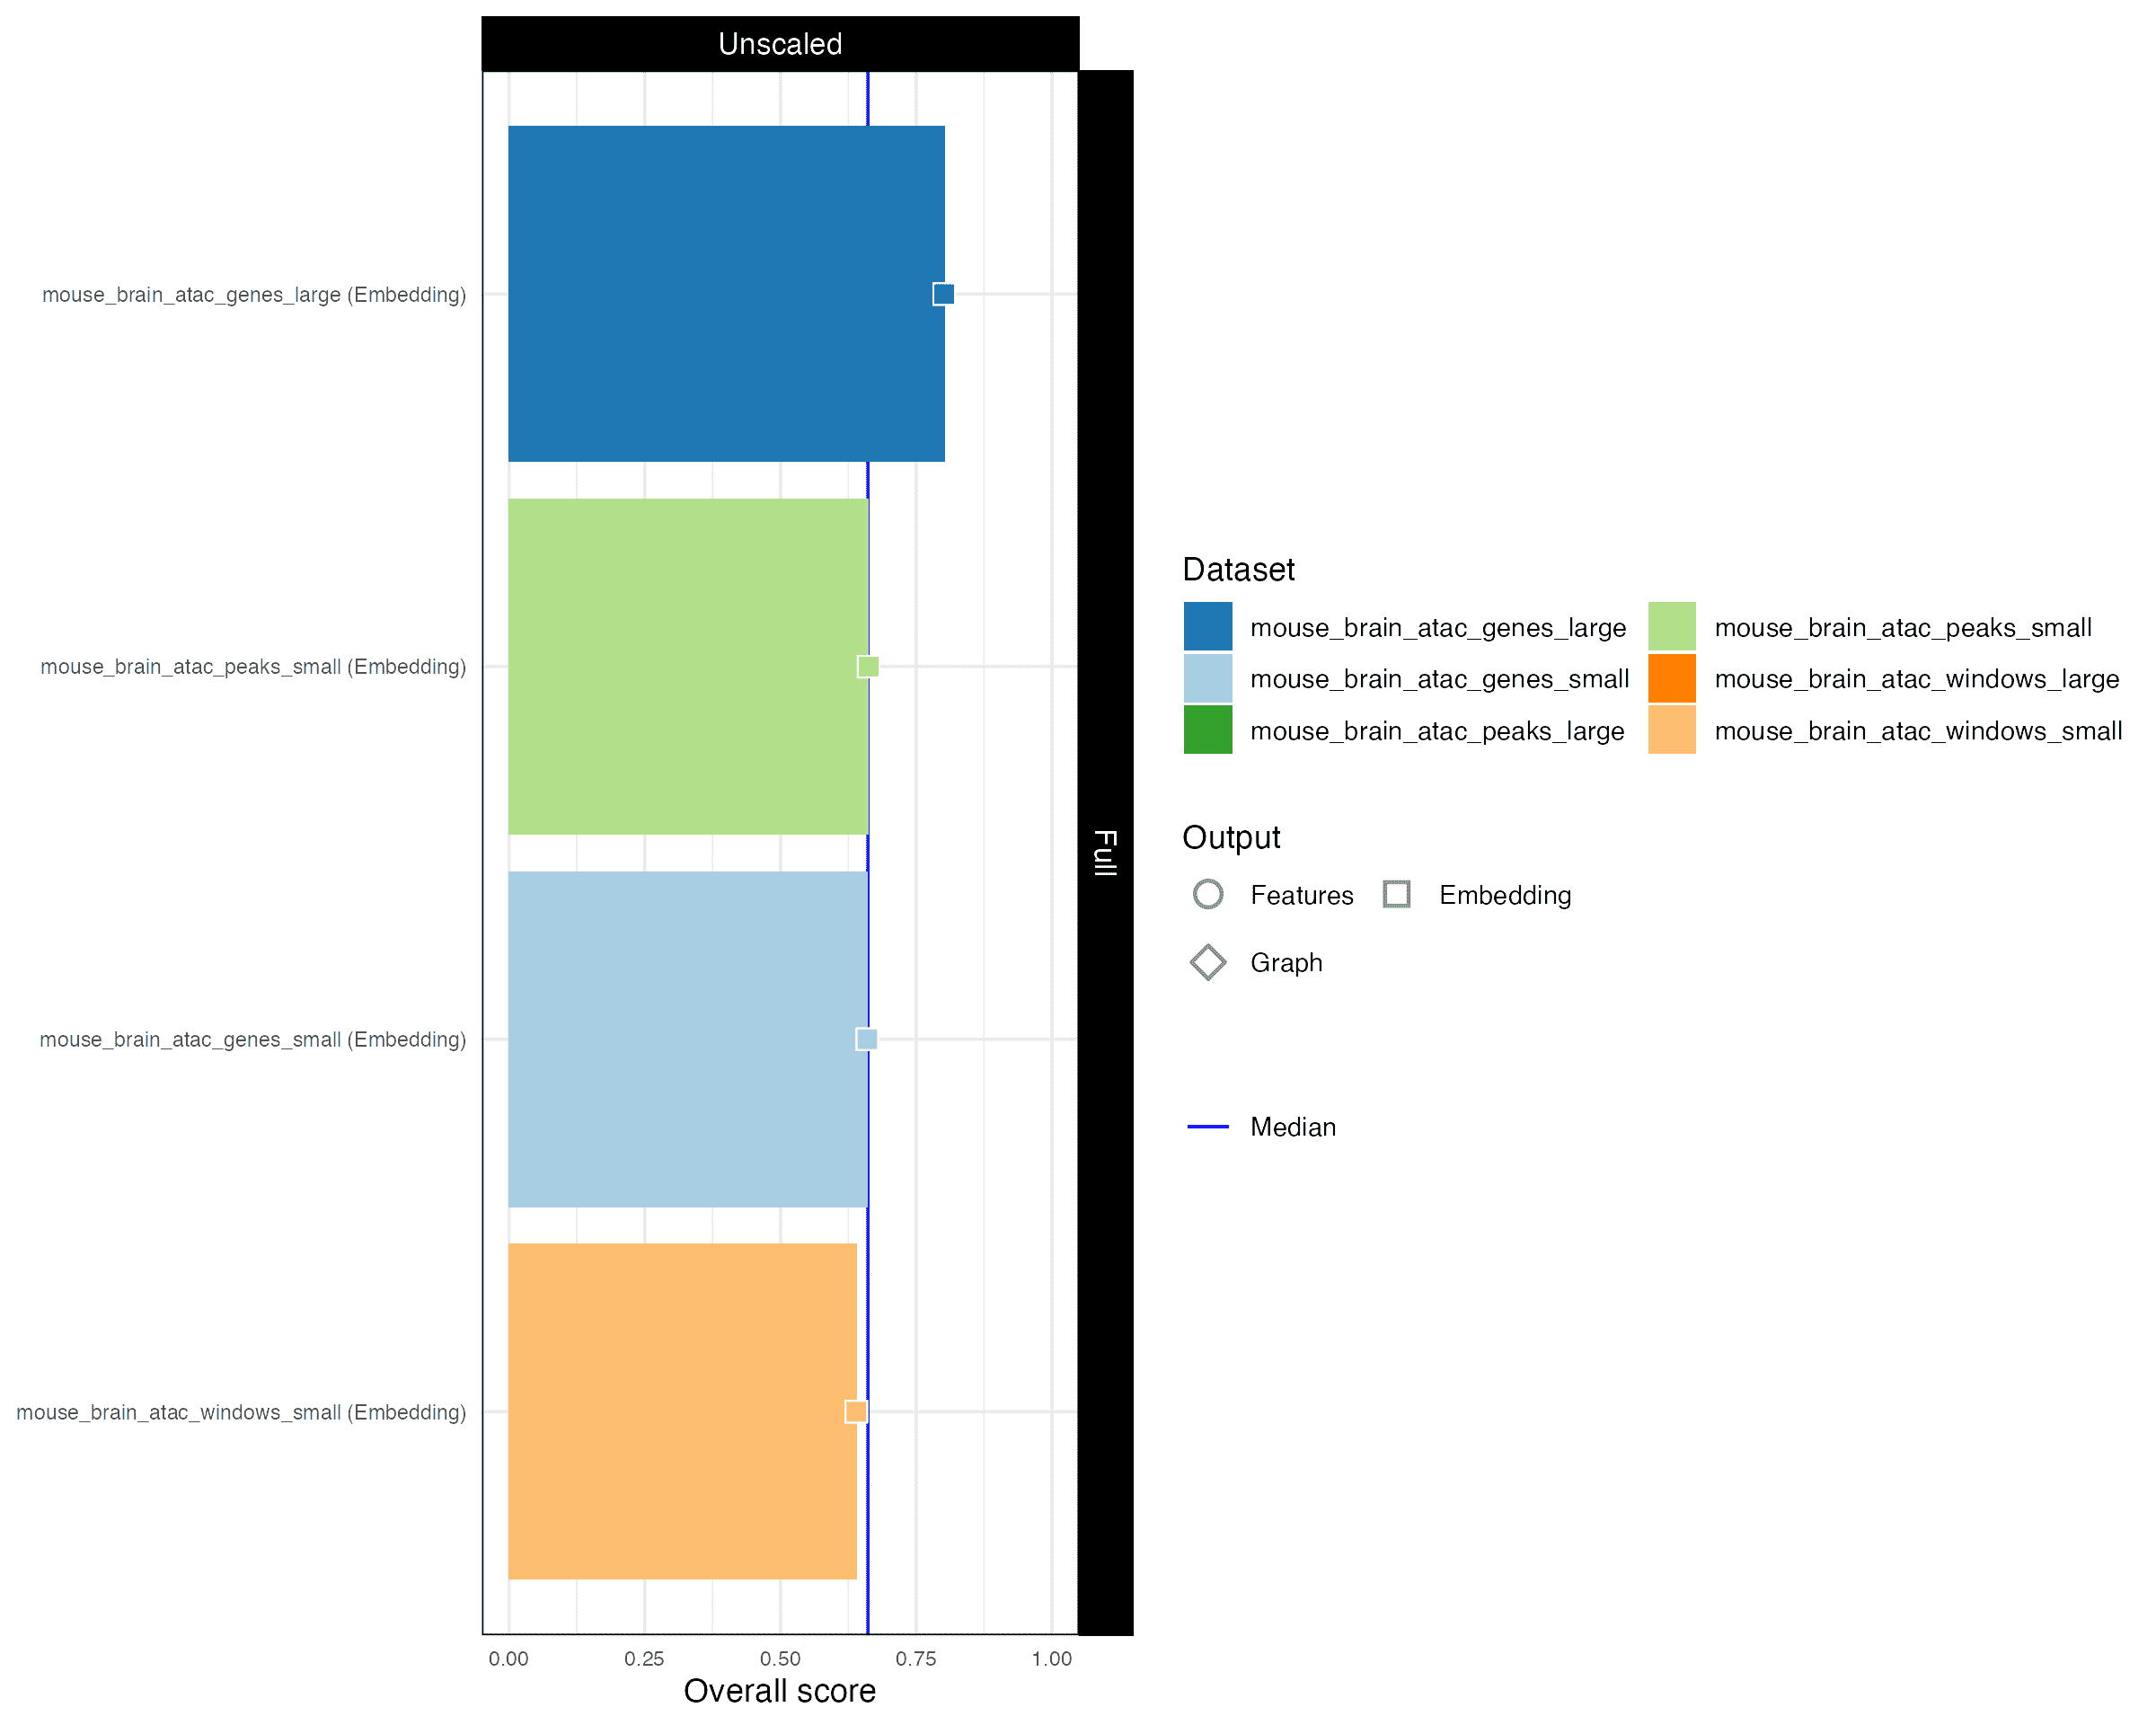 Unscaled
mouse_brain_atac_genes_large (Embedding)
mouse_brain_atac_peaks_small (Embedding)
mouse_brain_atac_genes_small (Embedding)
mouse_brain_atac_windows_small (Embedding)
0.00 0.25 0.50 0.75 1.00
Overall score
Full
Dataset
mouse_brain_atac_genes_large mouse_brain_atac_peaks_small
mouse_brain_atac_genes_small mouse_brain_atac_windows_large
mouse_brain_atac_peaks_large mouse_brain_atac_windows_small
Output
Features Embedding
Graph
Median